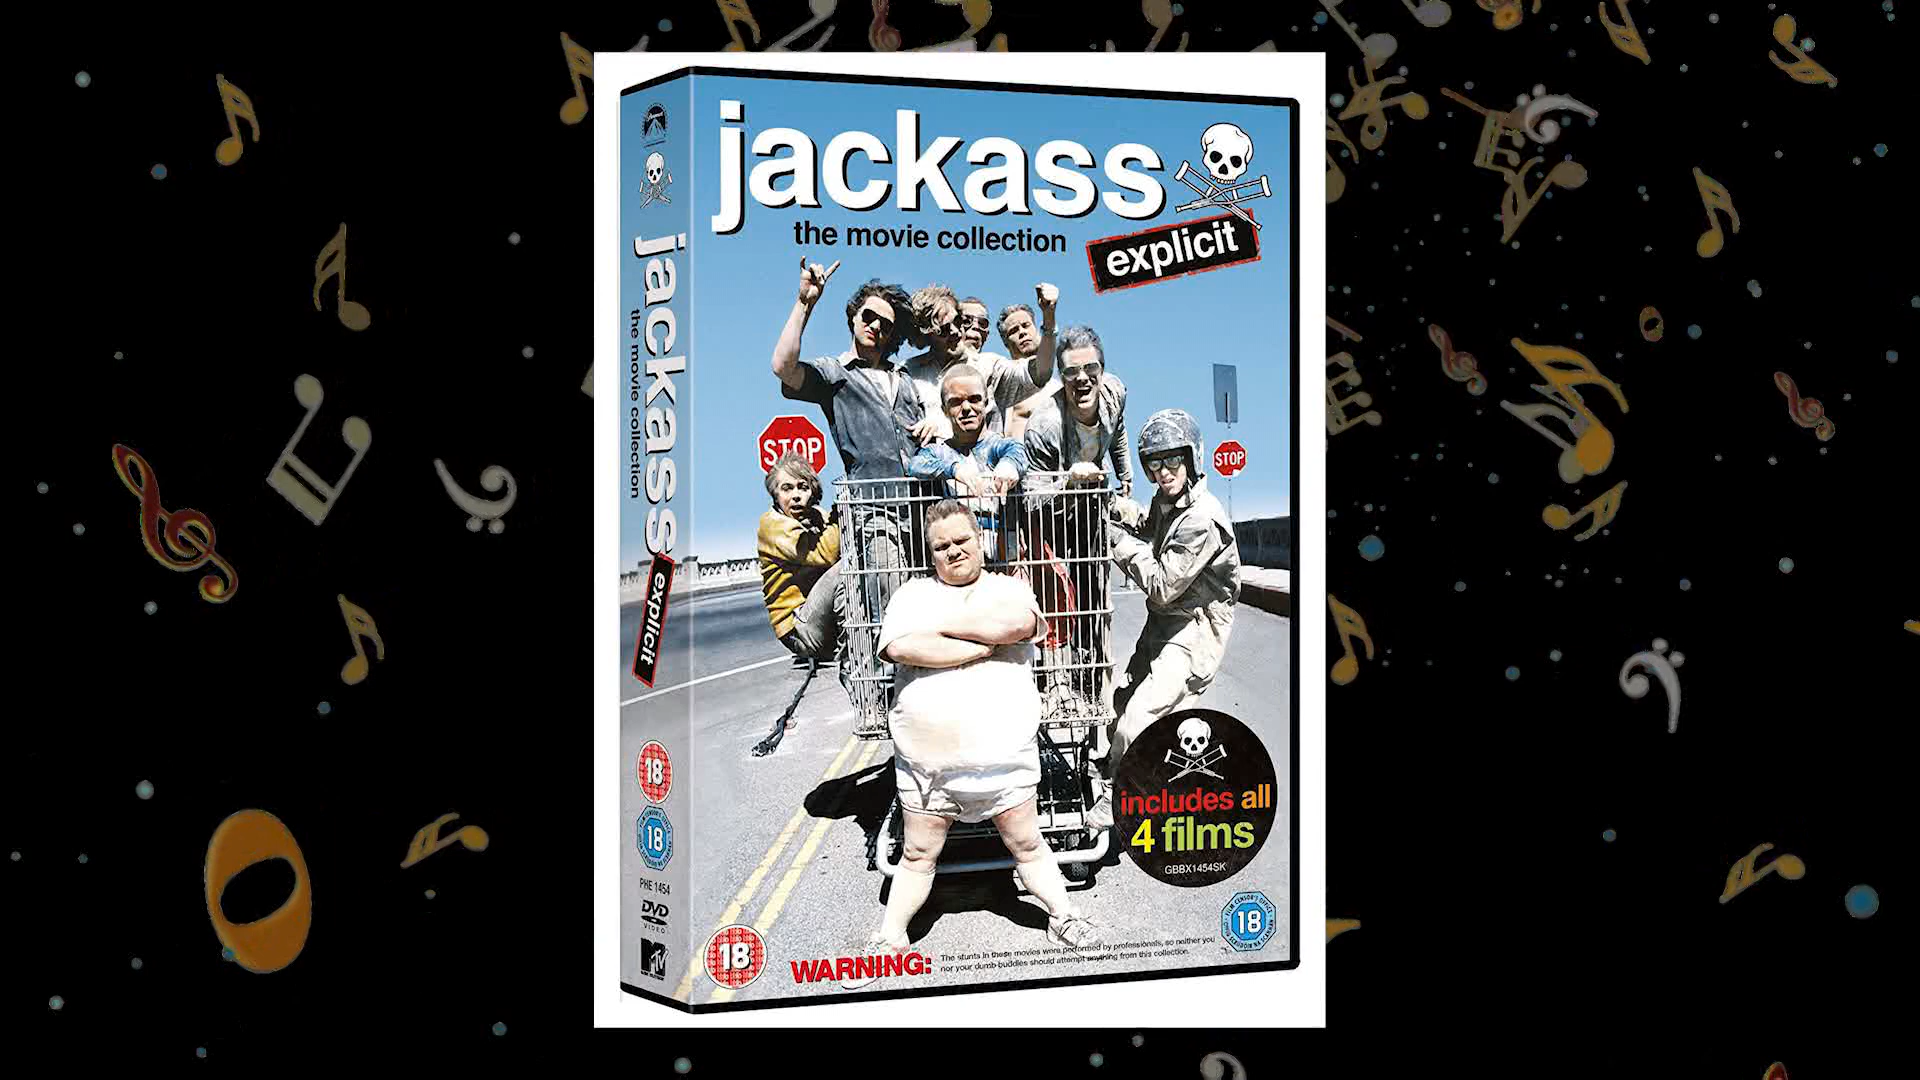 jackass
the movie collection
explicit
STOP
STOP
includes all
4 films
GBBX1454SK
18
18
WARNING:
The stunts in these movies were performed by professionals, so neither you
nor your dumb buddies should attempt anything from this collection.
jackass
the movie collection
explicit
18
18
PHE 1454
DVD
VIDEO